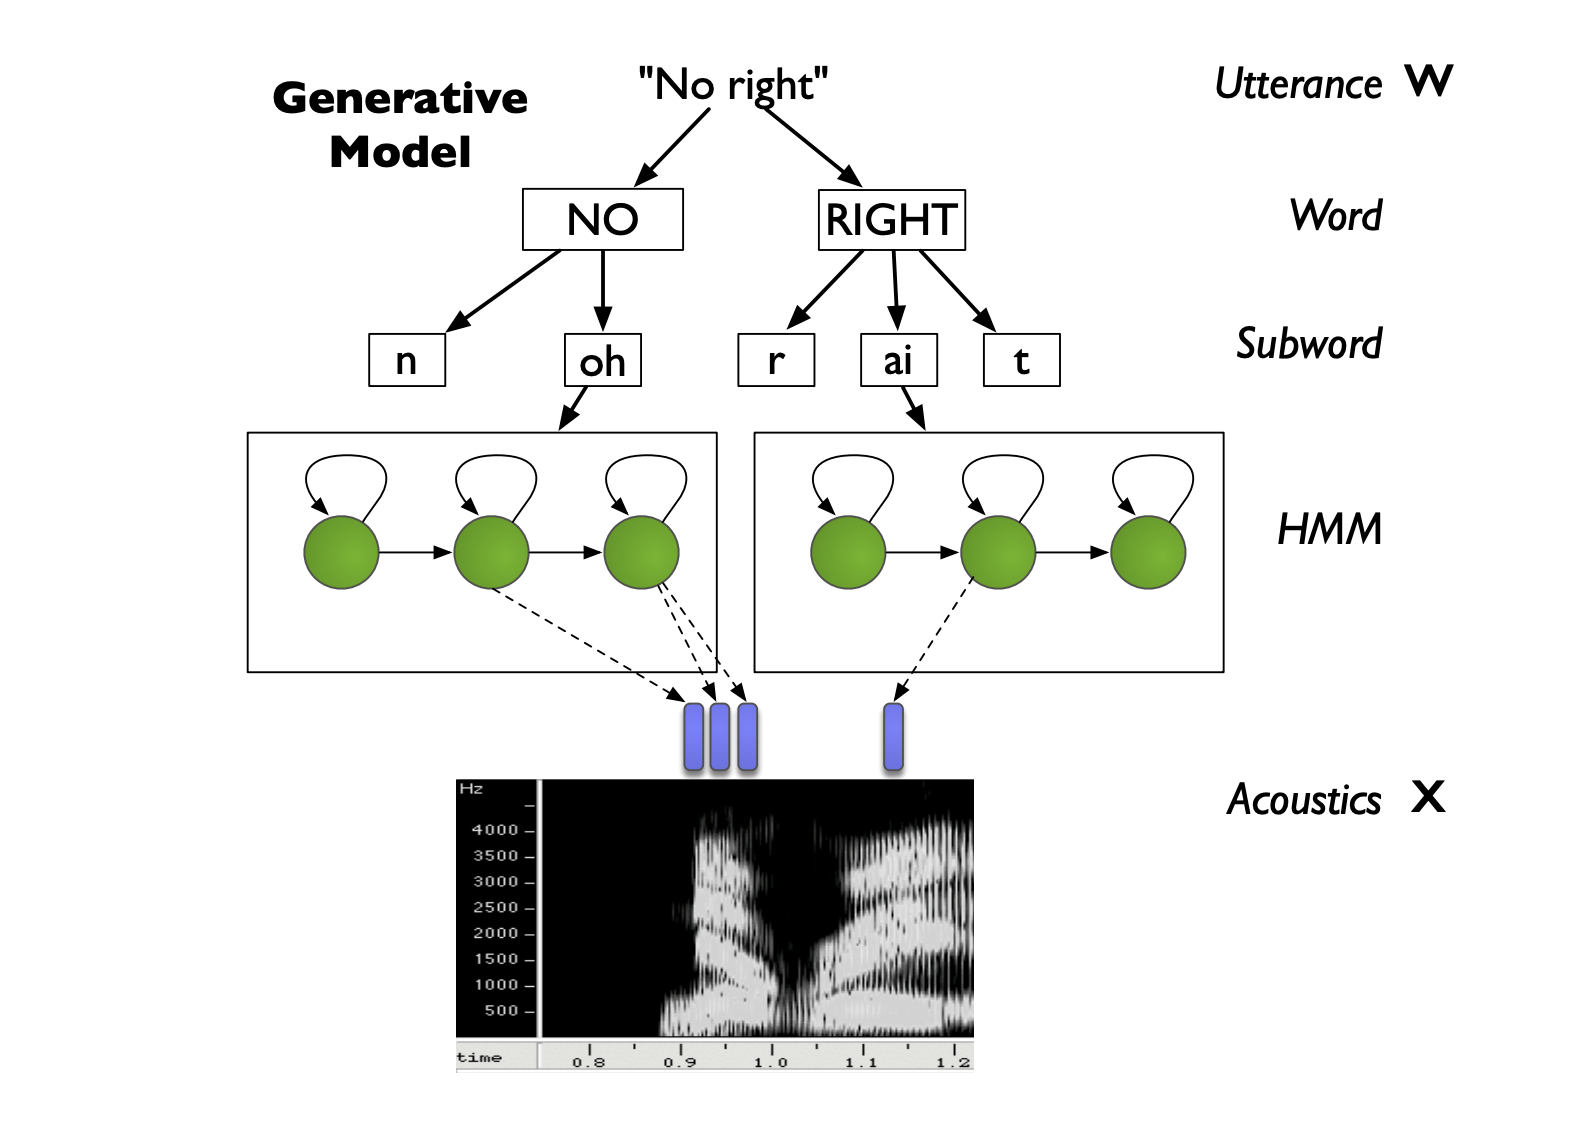 Generative
Model
"No right"
Utterance W
NO
RIGHT
Word
n
oh
r
ai
t
Subword
HMM
Acoustics X
Hz
4000
3500
3000
2500
2000
1500
1000
500
time
0.8 0.9 1.0 1.1 1.2